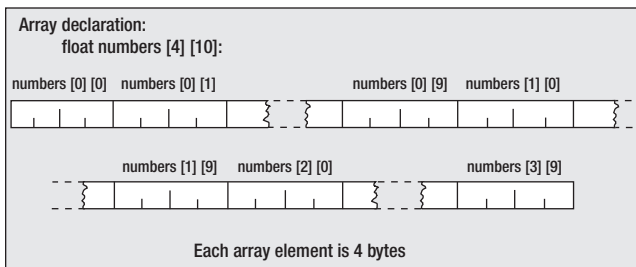 Array declaration:
float numbers [4] [10]:
numbers [0] [0] numbers [0] [1] numbers [0] [9] numbers [1] [0]
numbers [1] [9] numbers [2] [0] numbers [3] [9]
Each array element is 4 bytes